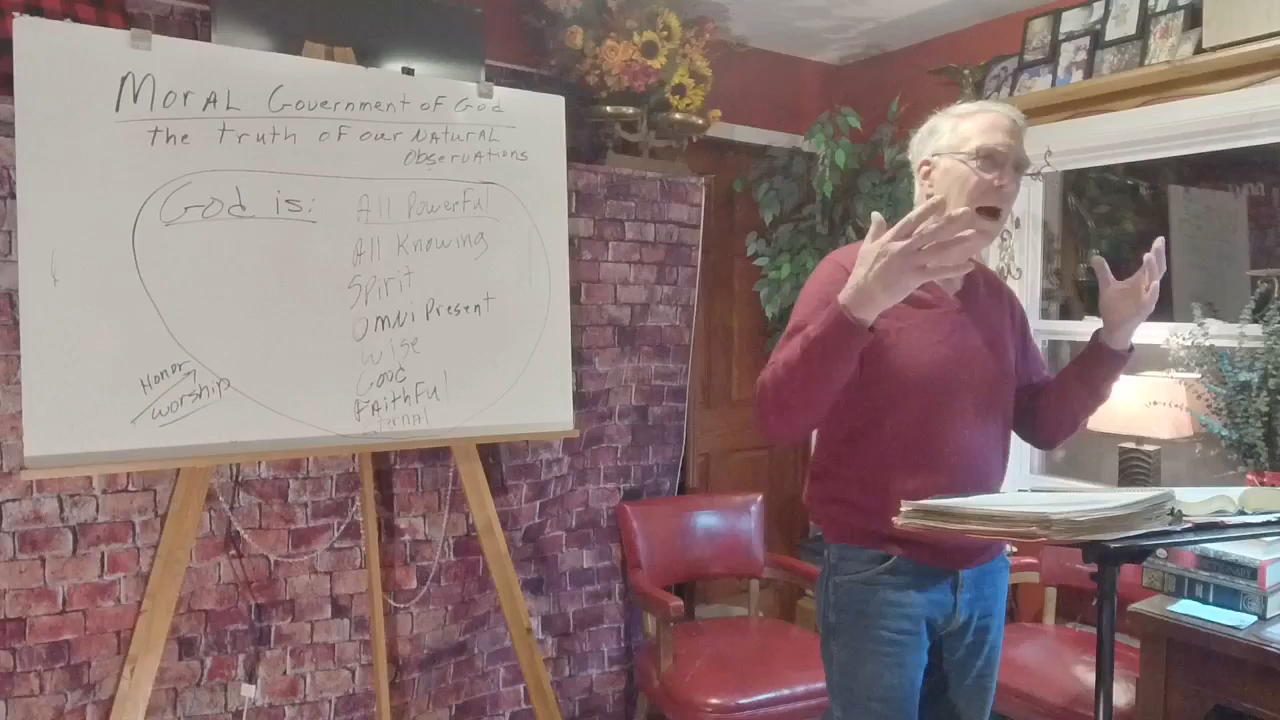 Moral Government of God
the truth of our Natural
Observations
God is: All Powerful
All Knowing
Spirit
Omni Present
Wise
Good
Faithful
Honor
Worship